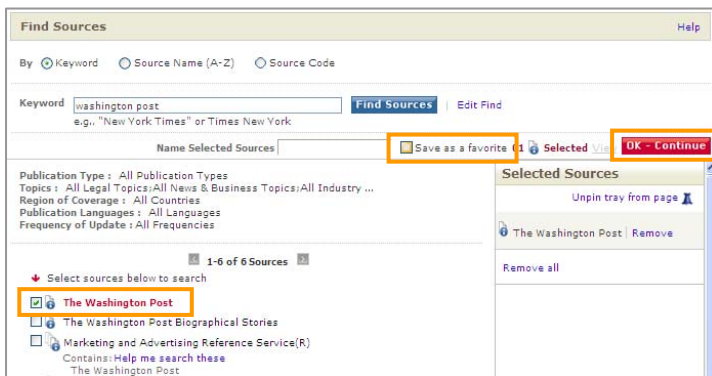 Find Sources
Help
By Keyword Source Name (A-Z) Source Code
Keyword washington post Find Sources | Edit Find
e.g., "New York Times" or Times New York
Name Selected Sources Save as a favorite 01 Selected View OK - Continue
Publication Type : All Publication Types
Topics : All Legal Topics;All News & Business Topics;All Industry ...
Region of Coverage : All Countries
Publication Languages : All Languages
Frequency of Update : All Frequencies
1-6 of 6 Sources
Select sources below to search
The Washington Post
The Washington Post Biographical Stories
Marketing and Advertising Reference Service(R)
Contains: Help me search these
The Washington Post
Selected Sources
Unpin tray from page
The Washington Post | Remove
Remove all